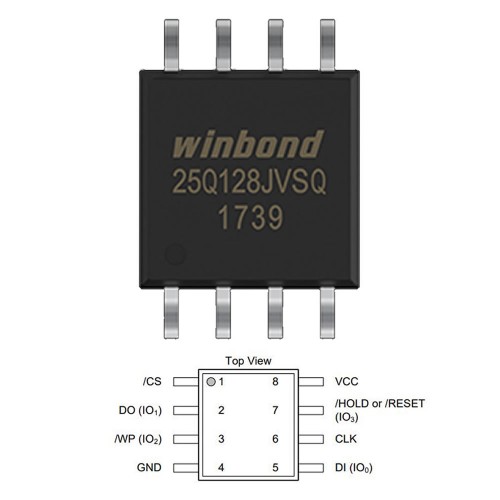 winbond
25Q128JVSQ
1739
Top View
/CS 1 8 VCC
DO (IO₁) 2 7 /HOLD or /RESET
(IO₃)
/WP (IO₂) 3 6 CLK
GND 4 5 DI (IO₀)